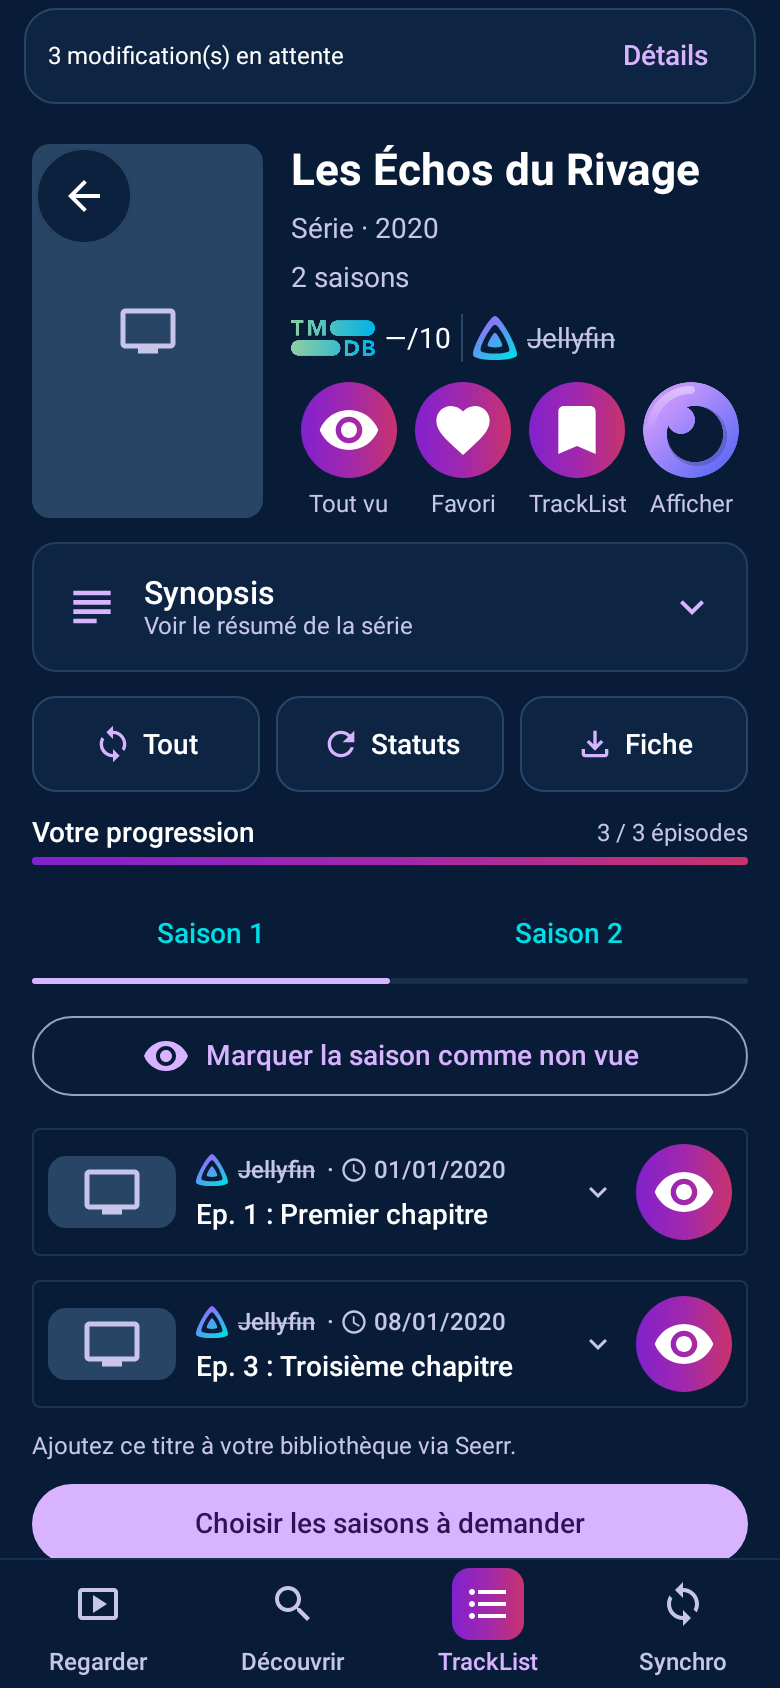 3 modification(s) en attente
Détails
Les Échos du Rivage
Série · 2020
2 saisons
TMDB —/10 Jellyfin
Tout vu Favori TrackList Afficher
Synopsis
Voir le résumé de la série
Tout Statuts Fiche
Votre progression 3 / 3 épisodes
Saison 1 Saison 2
Marquer la saison comme non vue
Jellyfin · 01/01/2020
Ep. 1 : Premier chapitre
Jellyfin · 08/01/2020
Ep. 3 : Troisième chapitre
Ajoutez ce titre à votre bibliothèque via Seerr.
Choisir les saisons à demander
Regarder Découvrir TrackList Synchro